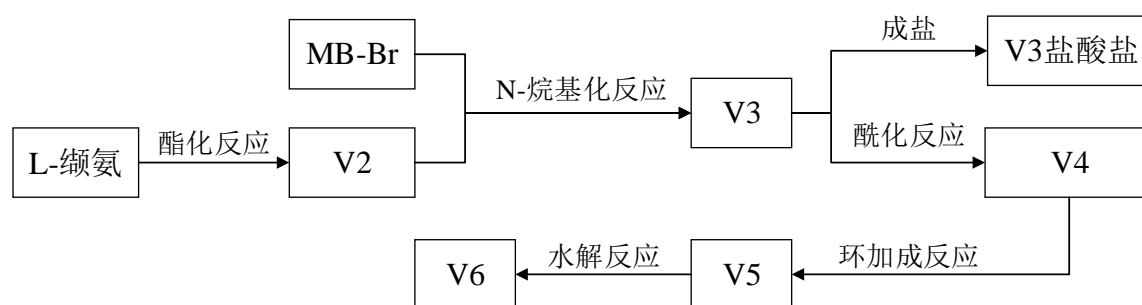 MB-Br
成盐
V3盐酸盐
N-烷基化反应
V3
L-缬氨
酯化反应
V2
酰化反应
V4
V6
水解反应
V5
环加成反应